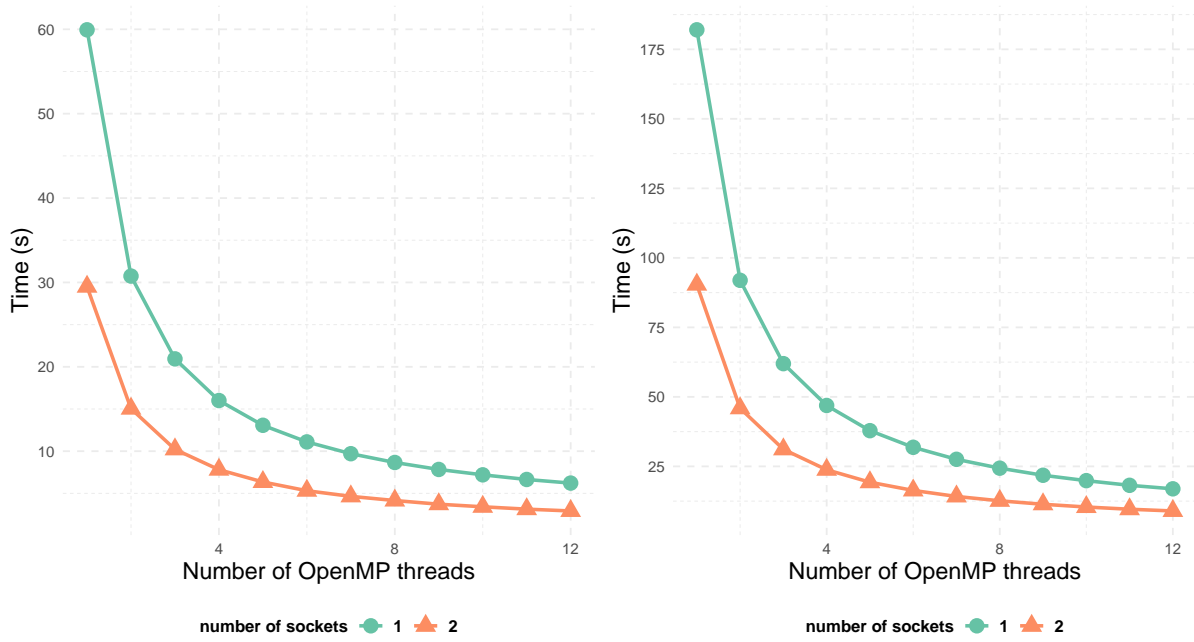 60
50
40
30
20
10
Time (s)
4 8 12
Number of OpenMP threads
number of sockets 1 2
175
150
125
100
75
50
25
Time (s)
4 8 12
Number of OpenMP threads
number of sockets 1 2